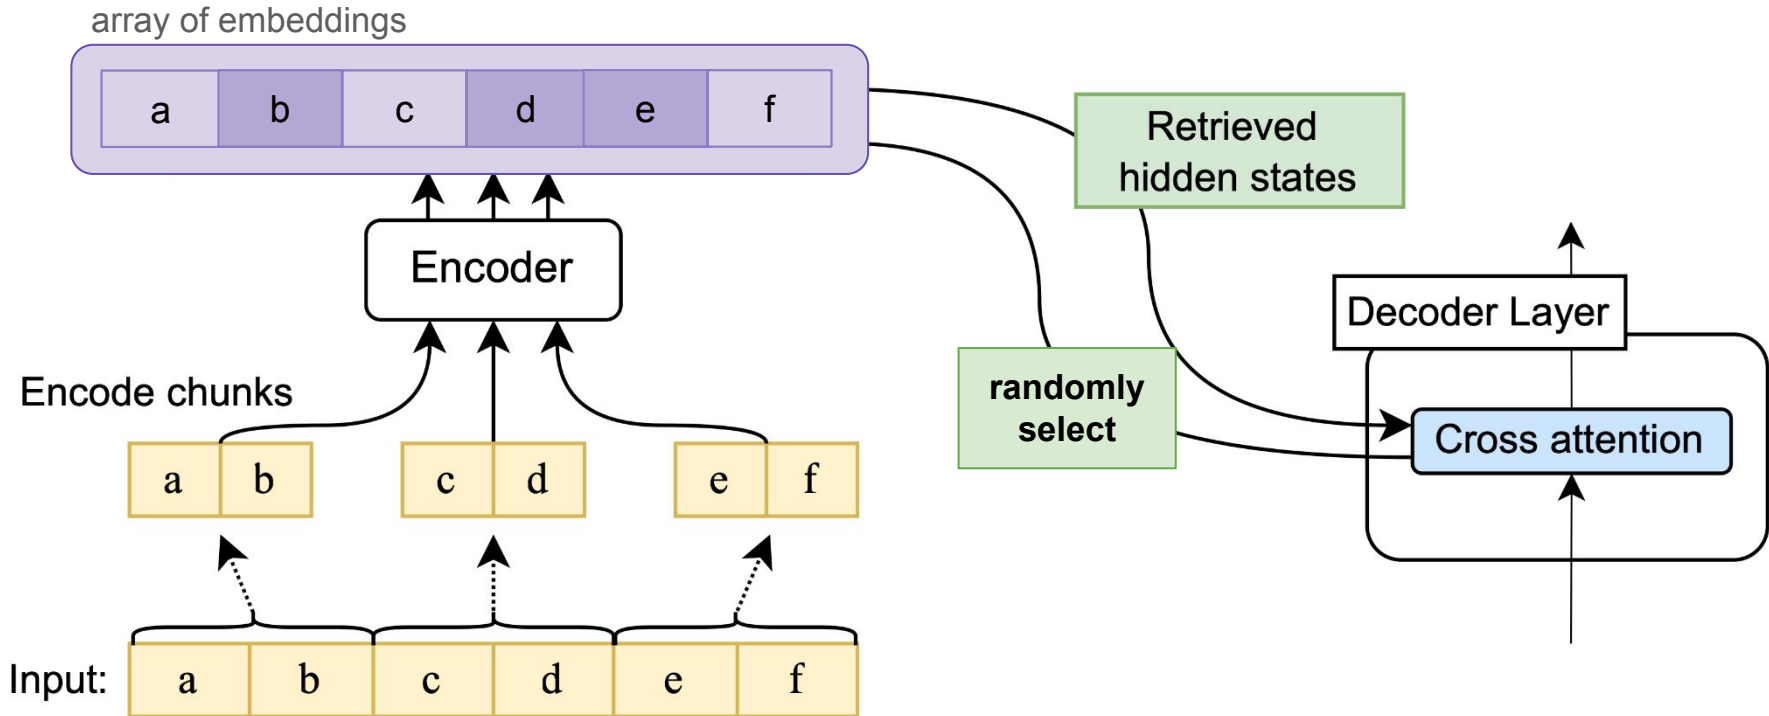 array of embeddings
a b c d e f
Retrieved
hidden states
Encoder
Decoder Layer
randomly
select
Encode chunks
Cross attention
a b c d e f
Input: a b c d e f